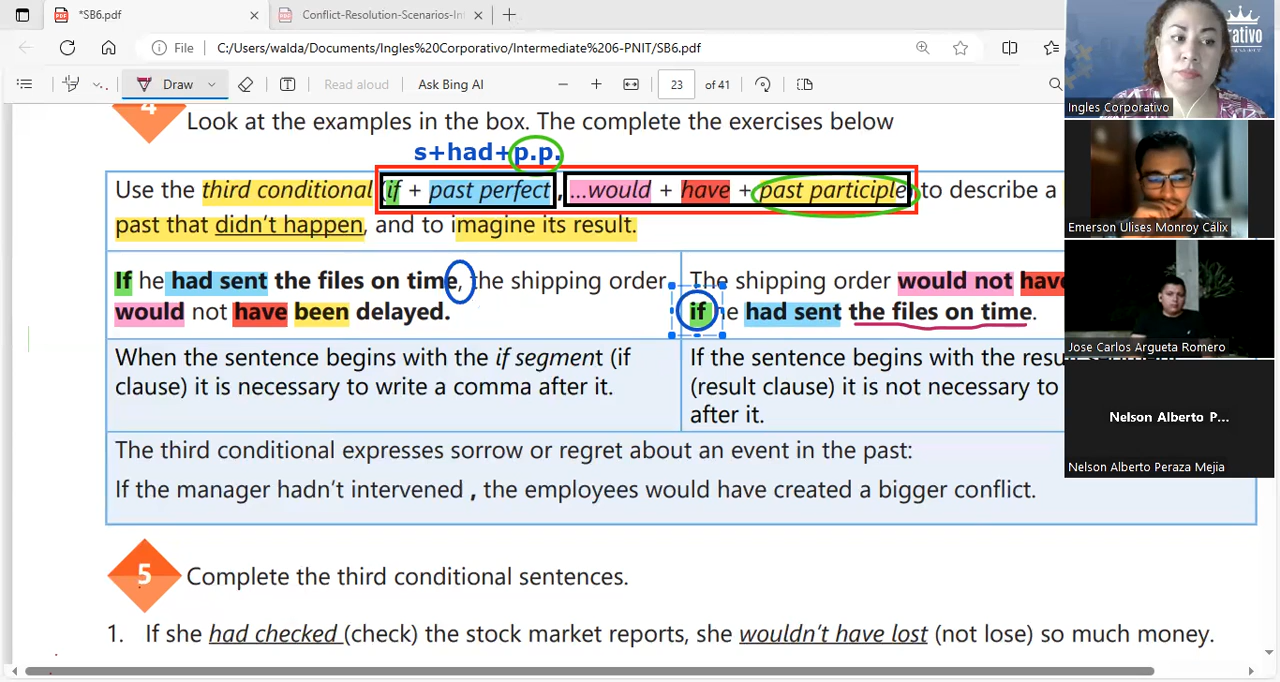 *SB6.pdf
Conflict-Resolution-Scenarios-In
File
C:/Users/walda/Documents/Ingles%20Corporativo/Intermediate%206-PNIT/SB6.pdf
Draw
Read aloud
Ask Bing AI
23
of 41
4
Look at the examples in the box. The complete the exercises below
s+had+p.p.
Use the third conditional (if + past perfect, ...would + have + past participle) to describe a
past that didn't happen, and to imagine its result.
If he had sent the files on time, the shipping order
would not have been delayed.
The shipping order would not have
if he had sent the files on time.
When the sentence begins with the if segment (if
clause) it is necessary to write a comma after it.
If the sentence begins with the result
(result clause) it is not necessary to
after it.
The third conditional expresses sorrow or regret about an event in the past:
If the manager hadn't intervened , the employees would have created a bigger conflict.
5
Complete the third conditional sentences.
1. If she had checked (check) the stock market reports, she wouldn't have lost (not lose) so much money.
Ingles Corporativo
Emerson Ulises Monroy Cálix
Jose Carlos Argueta Romero
Nelson Alberto P...
Nelson Alberto Peraza Mejia